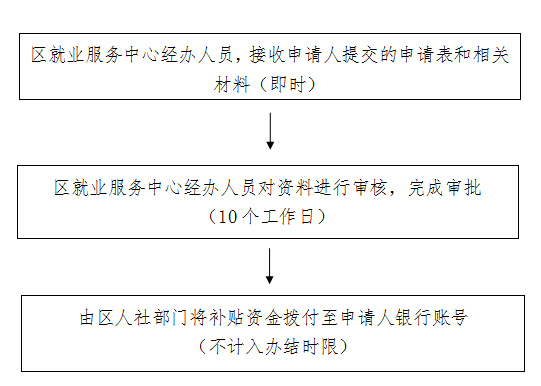 区就业服务中心经办人员，接收申请人提交的申请表和相关
材料（即时）
区就业服务中心经办人员对资料进行审核，完成审批
（10个工作日）
由区人社部门将补贴资金拨付至申请人银行账号
（不计入办结时限）